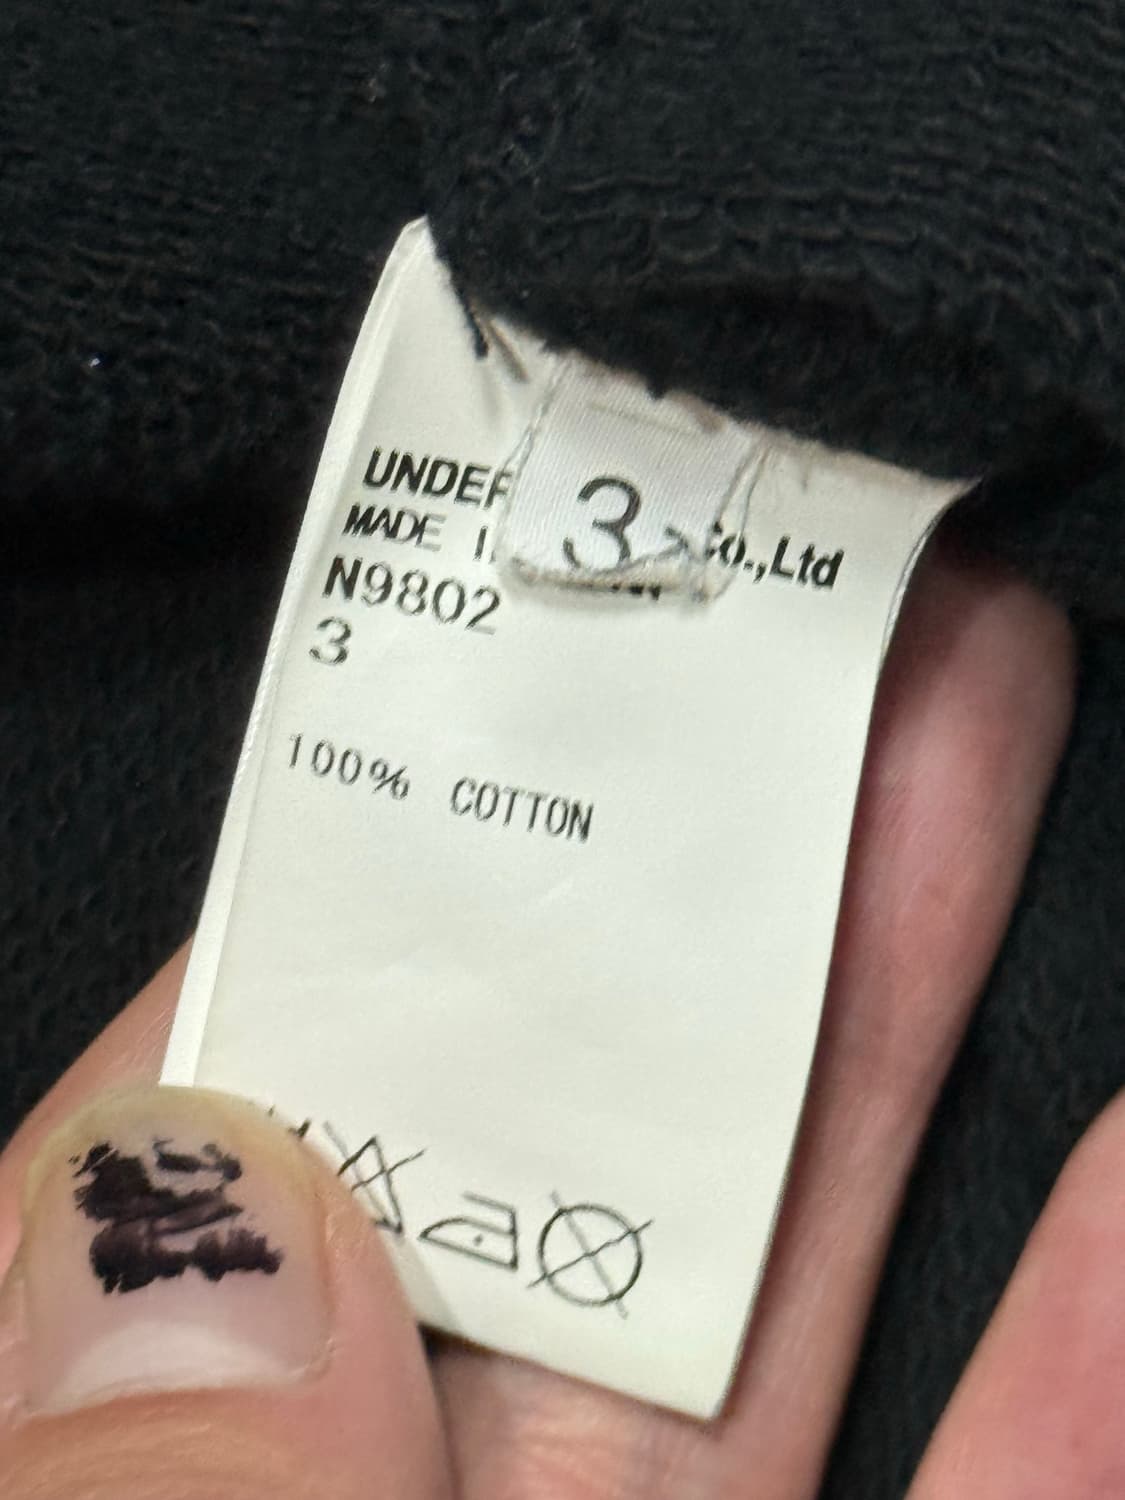 3
UNDER Co.,Ltd
MADE
N9802
3
100% COTTON